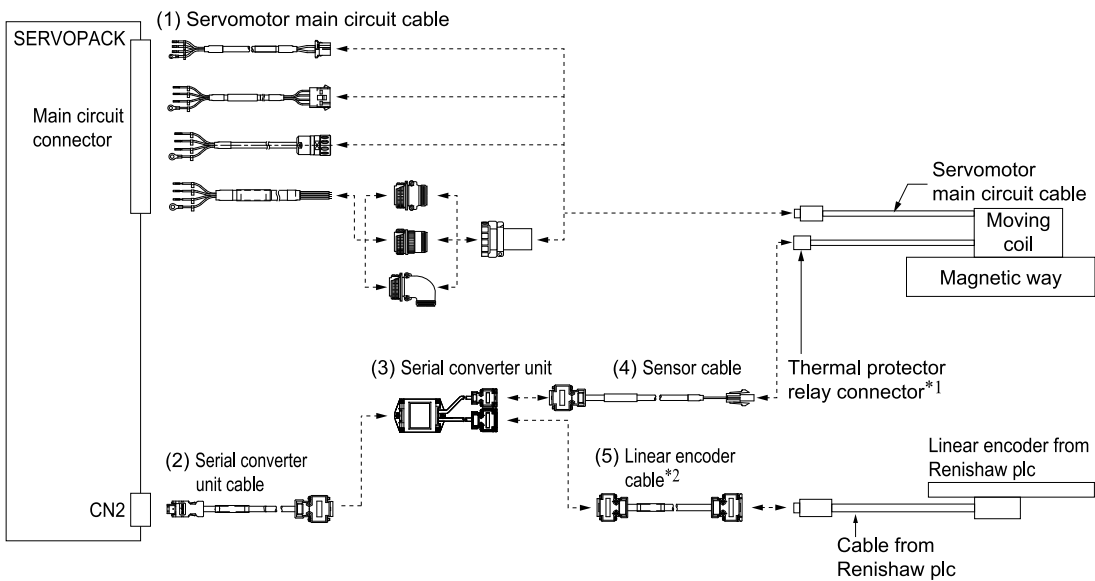 (1) Servomotor main circuit cable
SERVOPACK
Main circuit
connector
Servomotor
main circuit cable
Moving
coil
Magnetic way
Thermal protector
relay connector*1
(3) Serial converter unit
(4) Sensor cable
(2) Serial converter
unit cable
CN2
(5) Linear encoder
cable*2
Linear encoder from
Renishaw plc
Cable from
Renishaw plc